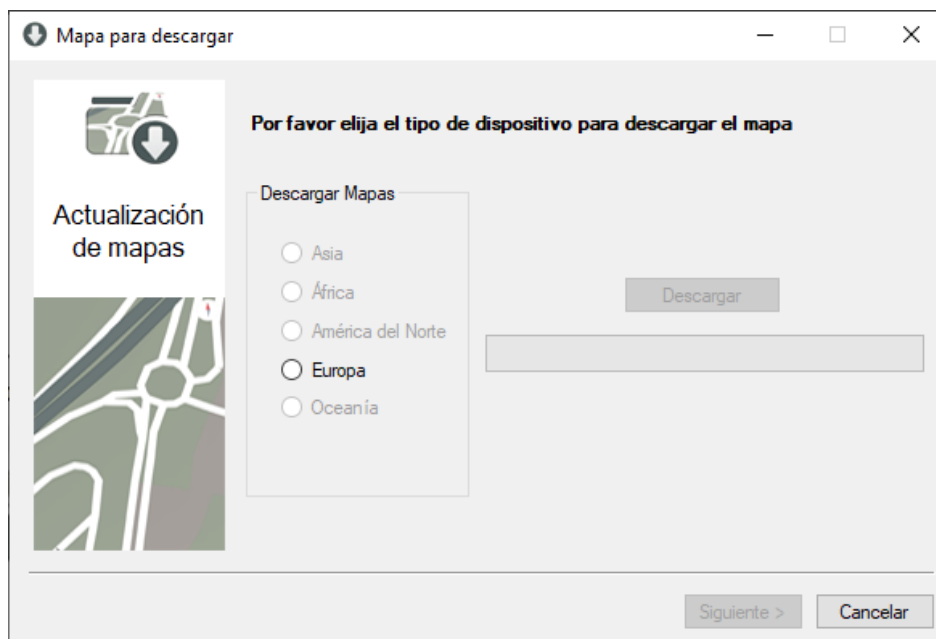 Mapa para descargar
Por favor elija el tipo de dispositivo para descargar el mapa
Actualización
de mapas
Descargar Mapas
Asia
África
América del Norte
Europa
Oceanía
Descargar
Siguiente >
Cancelar